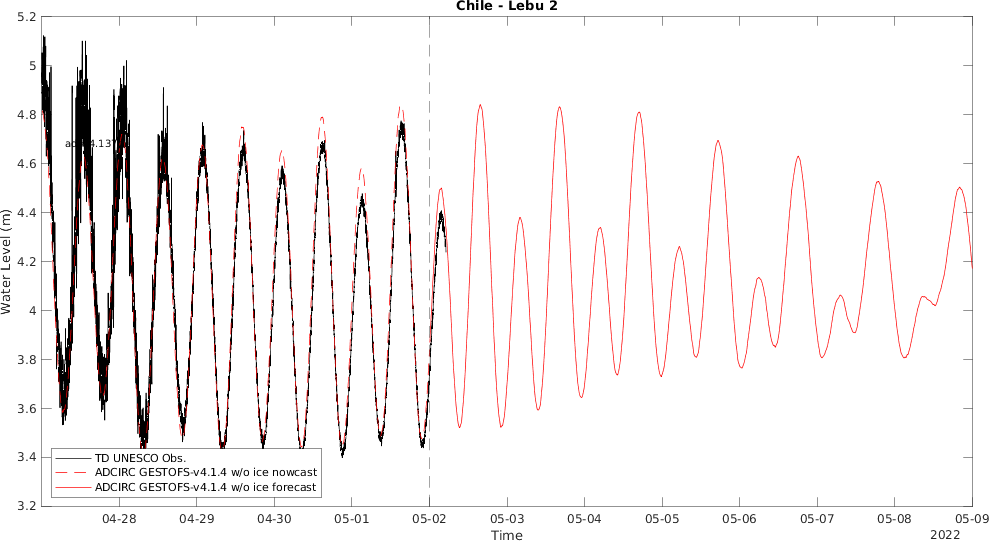 Chile - Lebu 2
Water Level (m)
5.2
5
4.8
4.6
4.4
4.2
4
3.8
3.6
3.4
3.2
TD UNESCO Obs.
ADCIRC GESTOFS-v4.1.4 w/o ice nowcast
ADCIRC GESTOFS-v4.1.4 w/o ice forecast
04-28 04-29 04-30 05-01 05-02 05-03 05-04 05-05 05-06 05-07 05-08 05-09
Time
2022